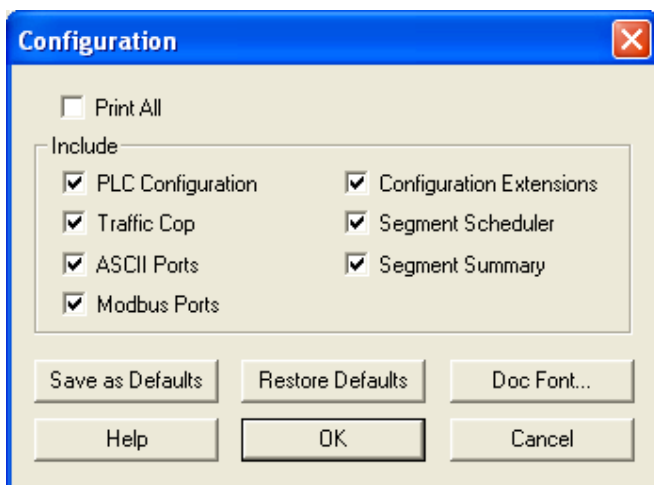 Configuration
Print All
Include
PLC Configuration
Configuration Extensions
Traffic Cop
Segment Scheduler
ASCII Ports
Segment Summary
Modbus Ports
Save as Defaults
Restore Defaults
Doc Font...
Help
OK
Cancel